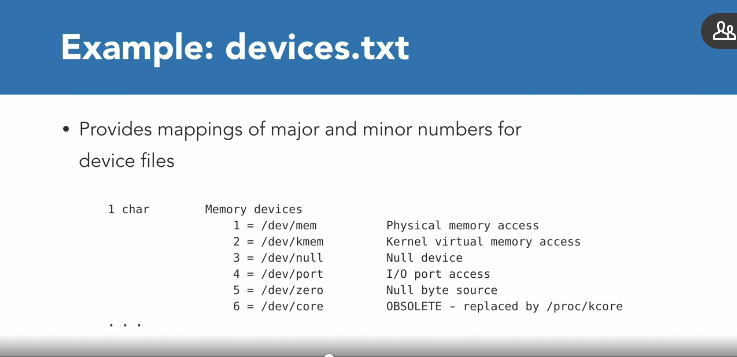 Example: devices.txt
• Provides mappings of major and minor numbers for
device files
1 char Memory devices
1 = /dev/mem Physical memory access
2 = /dev/kmem Kernel virtual memory access
3 = /dev/null Null device
4 = /dev/port I/O port access
5 = /dev/zero Null byte source
6 = /dev/core OBSOLETE - replaced by /proc/kcore
. . .